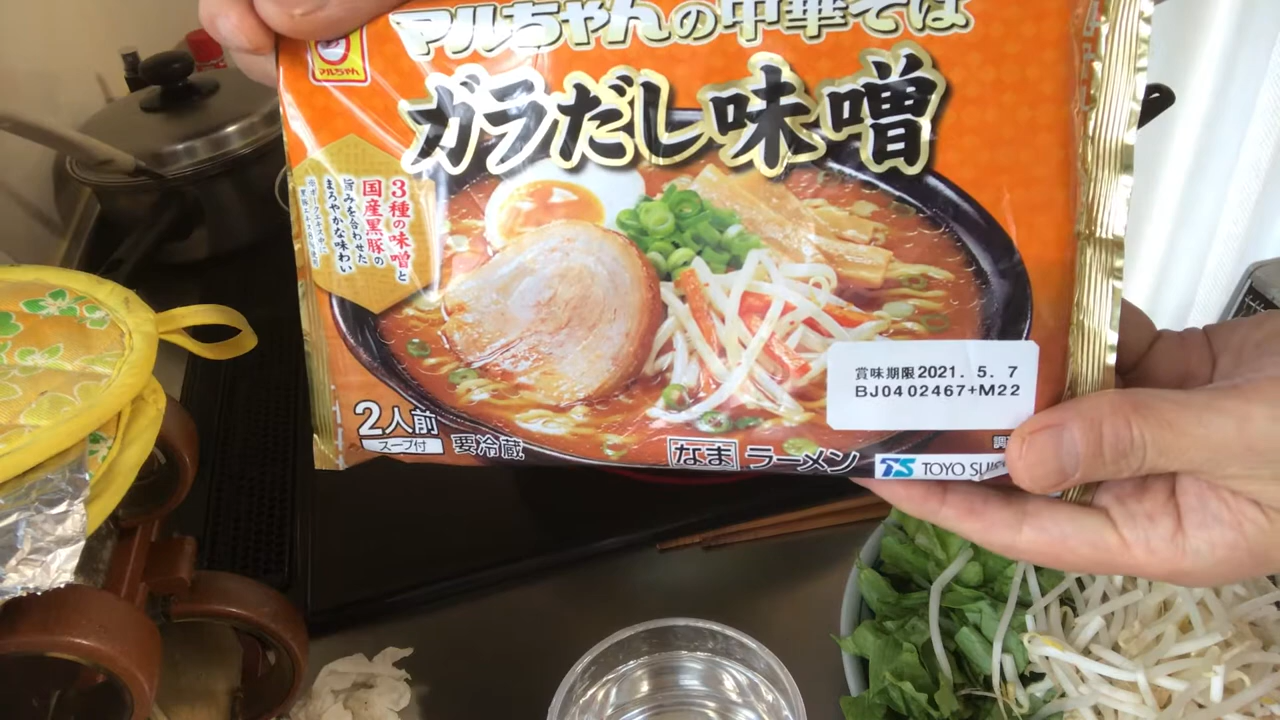 マルちゃんの中華そば
マルちゃん
ガラだし味噌
3種の味噌と
国産黒豚の
旨みを合わせた
まろやかな味わい
賞味期限2021. 5. 7
BJ0402467+M22
2人前
スープ付
要冷蔵
なま ラーメン
TS TOYO SUIS